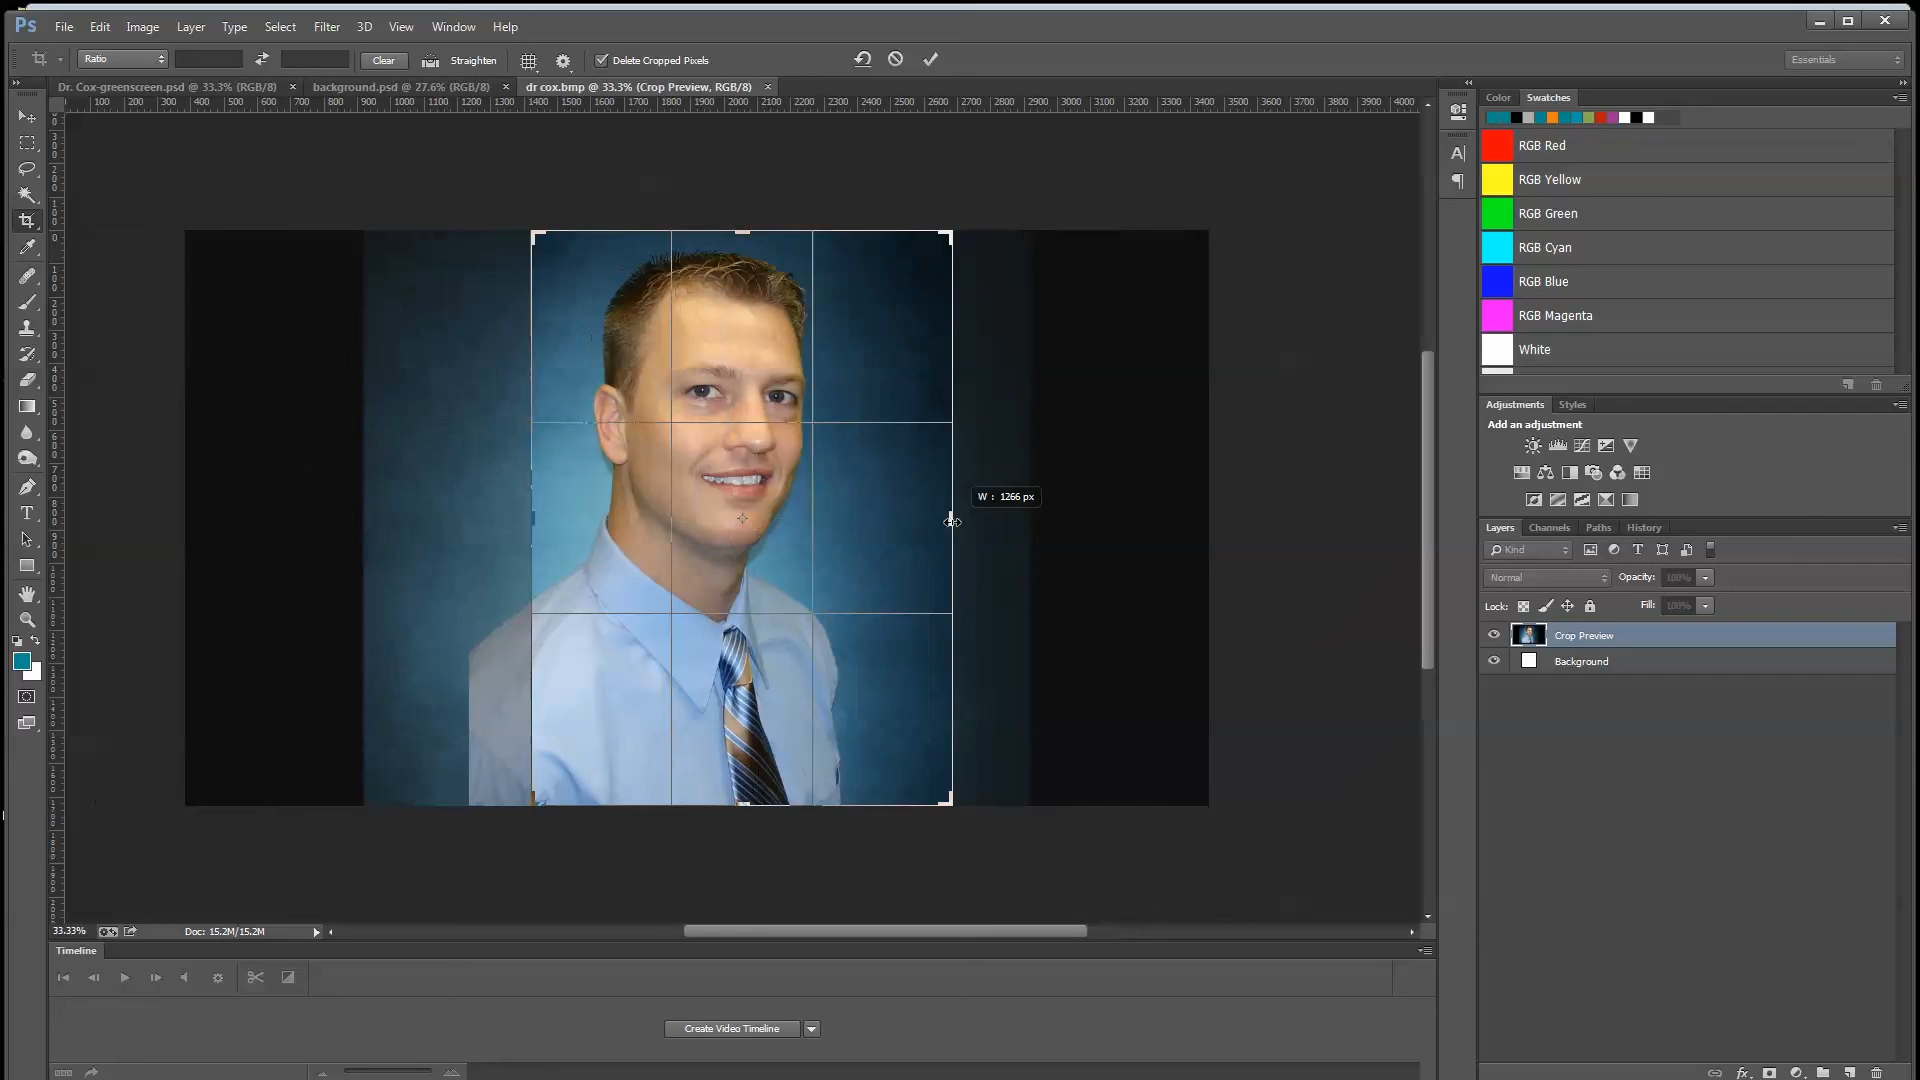 Ps File Edit Image Layer Type Select Filter 3D View Window Help
Ratio Clear Straighten Delete Cropped Pixels Essentials
Dr. Cox-greenscreen.psd @ 33.3% (RGB/8) × background.psd @ 27.6% (RGB/8) × dr cox.bmp @ 33.3% (Crop Preview, RGB/8) ×
100 200 300 400 500 600 700 800 900 1000 1100 1200 1300 1400 1500 1600 1700 1800 1900 2000 2100 2200 2300 2400 2500 2600 2700 2800 2900 3000 3100 3200 3300 3400 3500 3600 3700 3800 3900 4000
Color Swatches
RGB Red
RGB Yellow
RGB Green
RGB Cyan
RGB Blue
RGB Magenta
White
Adjustments Styles
Add an adjustment
W : 1266 px
Layers Channels Paths History
Kind
Normal Opacity: 100%
Lock: Fill: 100%
Crop Preview
Background
33.33% Doc: 15.2M/15.2M
Timeline
Create Video Timeline